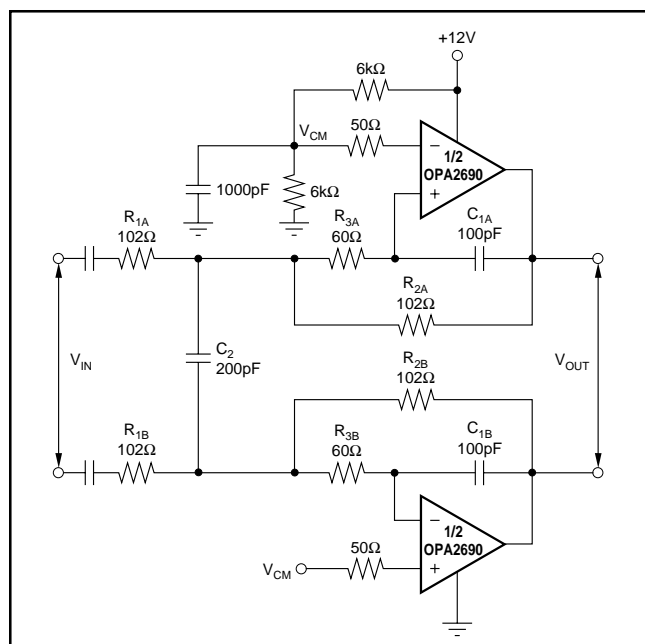 +12V
6kΩ
V_CM
50Ω
−
1/2
OPA2690
+
1000pF
6kΩ
R_1A
102Ω
R_3A
60Ω
C_1A
100pF
R_2A
102Ω
V_IN
C_2
200pF
V_OUT
R_2B
102Ω
R_1B
102Ω
R_3B
60Ω
C_1B
100pF
−
1/2
OPA2690
+
50Ω
V_CM